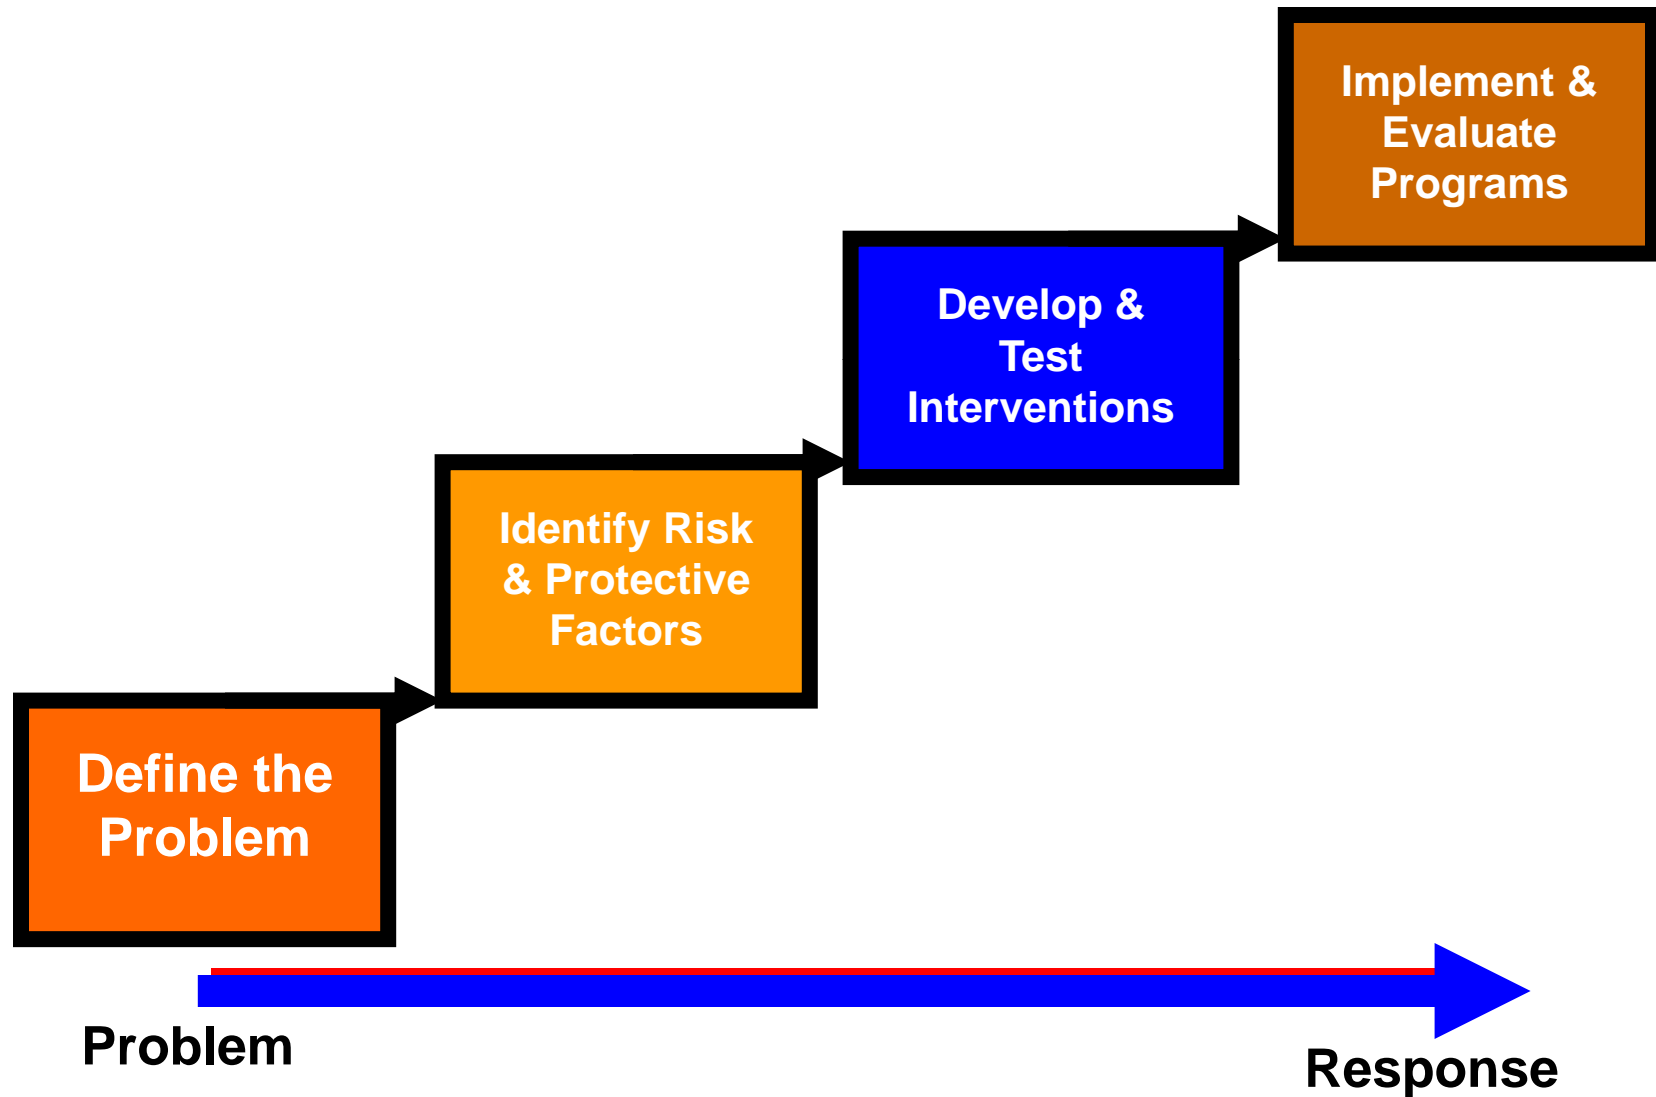 Implement &
Evaluate
Programs
Develop &
Test
Interventions
Identify Risk
& Protective
Factors
Define the
Problem
Problem
Response